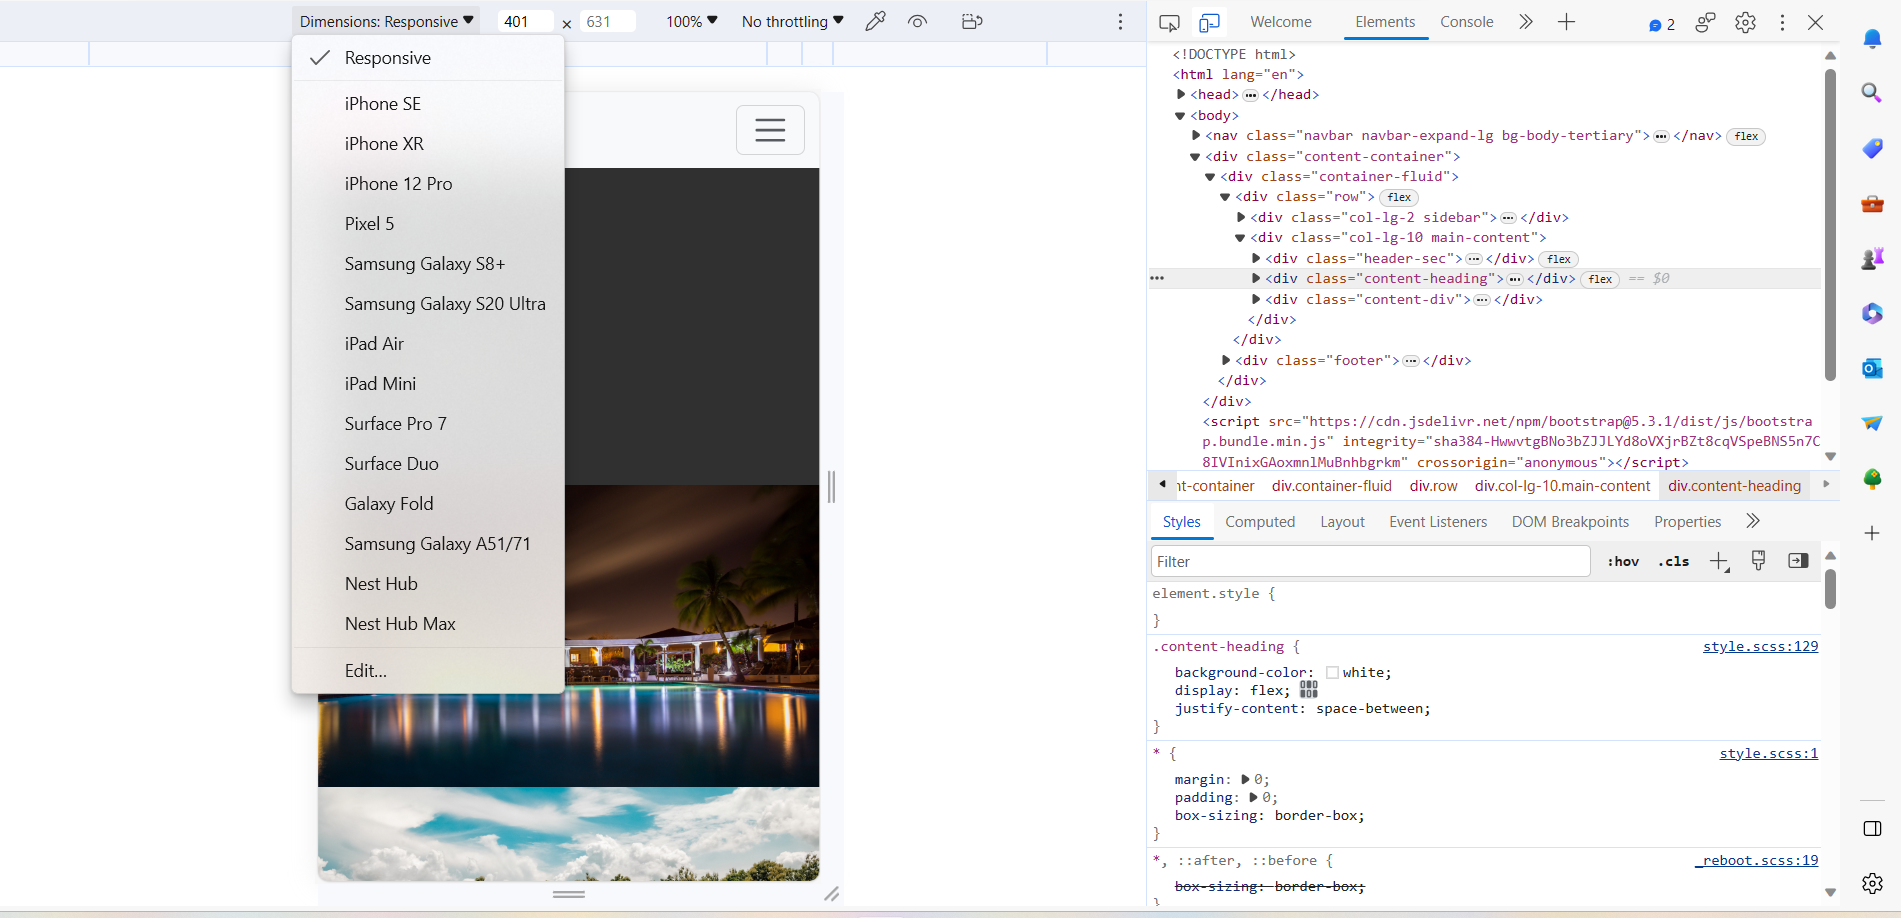 Dimensions: Responsive 401 × 631 100% No throttling
Responsive
iPhone SE
iPhone XR
iPhone 12 Pro
Pixel 5
Samsung Galaxy S8+
Samsung Galaxy S20 Ultra
iPad Air
iPad Mini
Surface Pro 7
Surface Duo
Galaxy Fold
Samsung Galaxy A51/71
Nest Hub
Nest Hub Max
Edit...
Welcome Elements Console 2
<!DOCTYPE html>
<html lang="en">
<head> ••• </head>
<body>
<nav class="navbar navbar-expand-lg bg-body-tertiary"> ••• </nav> flex
<div class="content-container">
<div class="container-fluid">
<div class="row"> flex
<div class="col-lg-2 sidebar"> ••• </div>
<div class="col-lg-10 main-content">
<div class="header-sec"> ••• </div> flex
<div class="content-heading"> ••• </div> flex == $0
<div class="content-div"> ••• </div>
</div>
</div>
<div class="footer"> ••• </div>
</div>
</div>
<script src="https://cdn.jsdelivr.net/npm/bootstrap@5.3.1/dist/js/bootstra
p.bundle.min.js" integrity="sha384-HwwvtgBNo3bZJJLYd8oVXjrBZt8cqVSpeBNS5n7C
8IVInixGAoxmnlMuBnhbgrkm" crossorigin="anonymous"></script>
nt-container div.container-fluid div.row div.col-lg-10.main-content div.content-heading
Styles Computed Layout Event Listeners DOM Breakpoints Properties
Filter :hov .cls
element.style {
}
.content-heading { style.scss:129
background-color: white;
display: flex;
justify-content: space-between;
}
* { style.scss:1
margin: 0;
padding: 0;
box-sizing: border-box;
}
*, ::after, ::before { _reboot.scss:19
box-sizing: border-box;
}